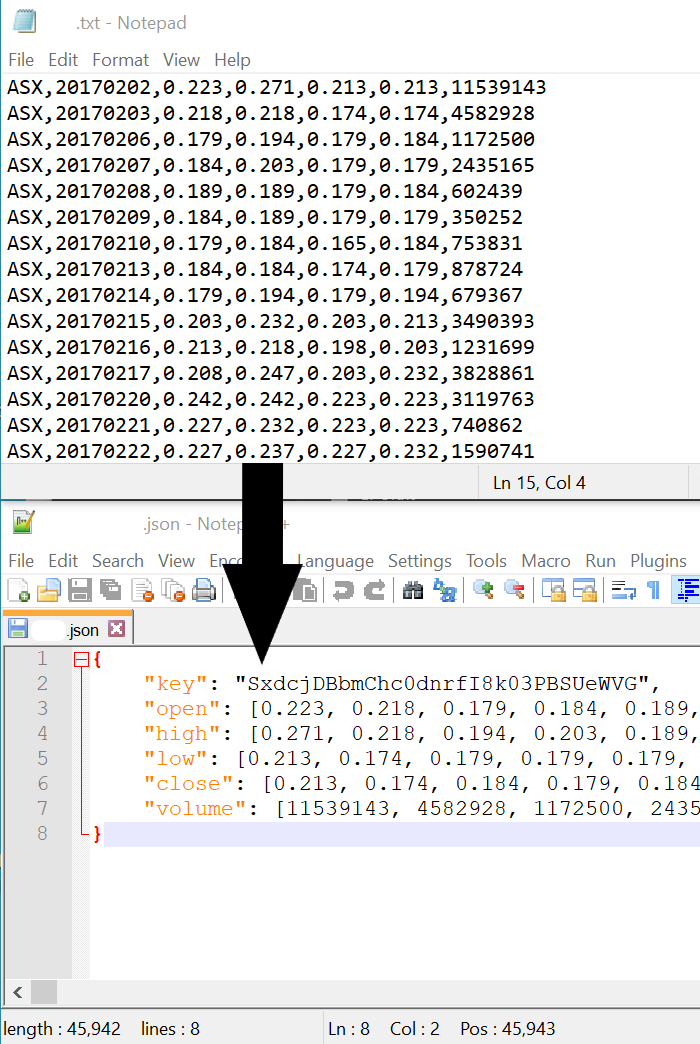 .txt - Notepad
File Edit Format View Help
ASX,20170202,0.223,0.271,0.213,0.213,11539143
ASX,20170203,0.218,0.218,0.174,0.174,4582928
ASX,20170206,0.179,0.194,0.179,0.184,1172500
ASX,20170207,0.184,0.203,0.179,0.179,2435165
ASX,20170208,0.189,0.189,0.179,0.184,602439
ASX,20170209,0.184,0.189,0.179,0.179,350252
ASX,20170210,0.179,0.184,0.165,0.184,753831
ASX,20170213,0.184,0.184,0.174,0.179,878724
ASX,20170214,0.179,0.194,0.179,0.194,679367
ASX,20170215,0.203,0.232,0.203,0.213,3490393
ASX,20170216,0.213,0.218,0.198,0.203,1231699
ASX,20170217,0.208,0.247,0.203,0.232,3828861
ASX,20170220,0.242,0.242,0.223,0.223,3119763
ASX,20170221,0.227,0.232,0.223,0.223,740862
ASX,20170222,0.227,0.237,0.227,0.232,1590741
Ln 15, Col 4
.json - Notep
File Edit Search View Language Settings Tools Macro Run Plugins
.json
1 {
2 "key": "SxdcjDBbmChc0dnrfI8k03PBSUeWVG",
3 "open": [0.223, 0.218, 0.179, 0.184, 0.189,
4 "high": [0.271, 0.218, 0.194, 0.203, 0.189,
5 "low": [0.213, 0.174, 0.179, 0.179, 0.179,
6 "close": [0.213, 0.174, 0.184, 0.179, 0.184
7 "volume": [11539143, 4582928, 1172500, 2435
8 }
length : 45,942 lines : 8 Ln : 8 Col : 2 Pos : 45,943